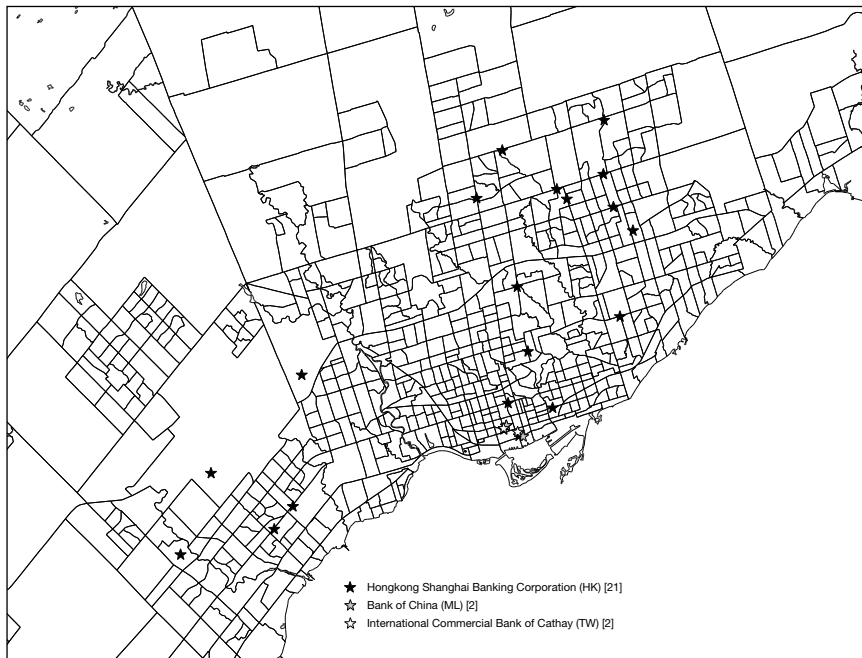 Hongkong Shanghai Banking Corporation (HK) [21]
Bank of China (ML) [2]
International Commercial Bank of Cathay (TW) [2]